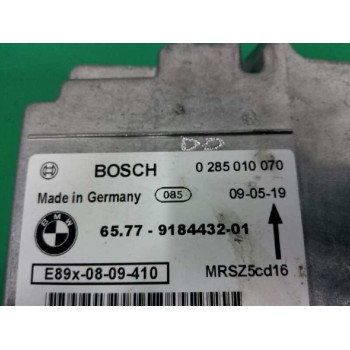 DD
BOSCH 0 285 010 070
Made in Germany 085 09-05-19
BMW
65.77 - 9184432-01
E89x-08-09-410 MRSZ5cd16